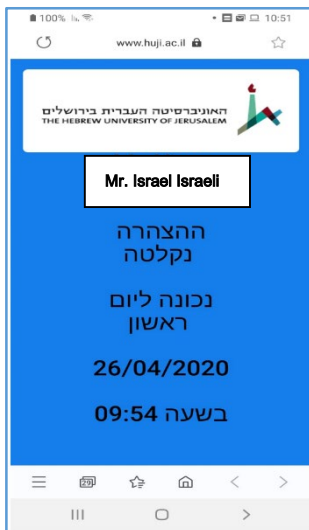 100%
10:51
www.huji.ac.il
האוניברסיטה העברית בירושלים
THE HEBREW UNIVERSITY OF JERUSALEM
Mr. Israel Israeli
ההצהרה
נקלטה
נכונה ליום
ראשון
26/04/2020
בשעה 09:54
29